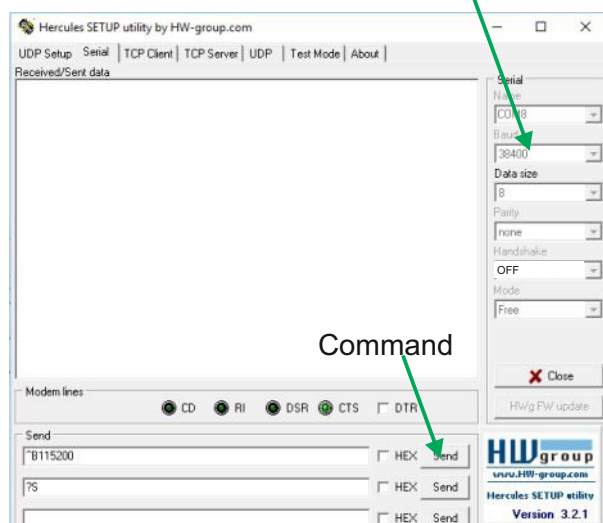 Hercules SETUP utility by HW-group.com
UDP Setup Serial TCP Client TCP Server UDP Test Mode About
Received/Sent data
Serial
Name
COM8
Baud
38400
Data size
8
Parity
none
Handshake
OFF
Mode
Free
Command
Close
Modem lines
CD RI DSR CTS DTR
HWg FW update
Send
^B115200 HEX Send
?S HEX Send
HEX Send
HW group
www.HW-group.com
Hercules SETUP utility
Version 3.2.1